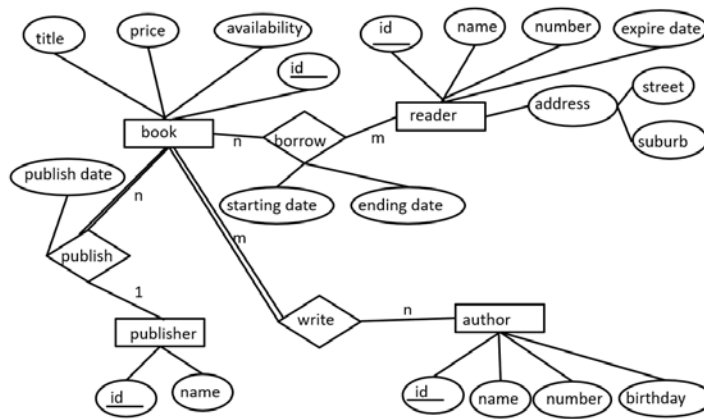 title
price
availability
id
id
name
number
expire date
book
n
borrow
m
reader
address
street
suburb
publish date
n
starting date
ending date
m
publish
1
write
n
author
publisher
id
name
id
name
number
birthday